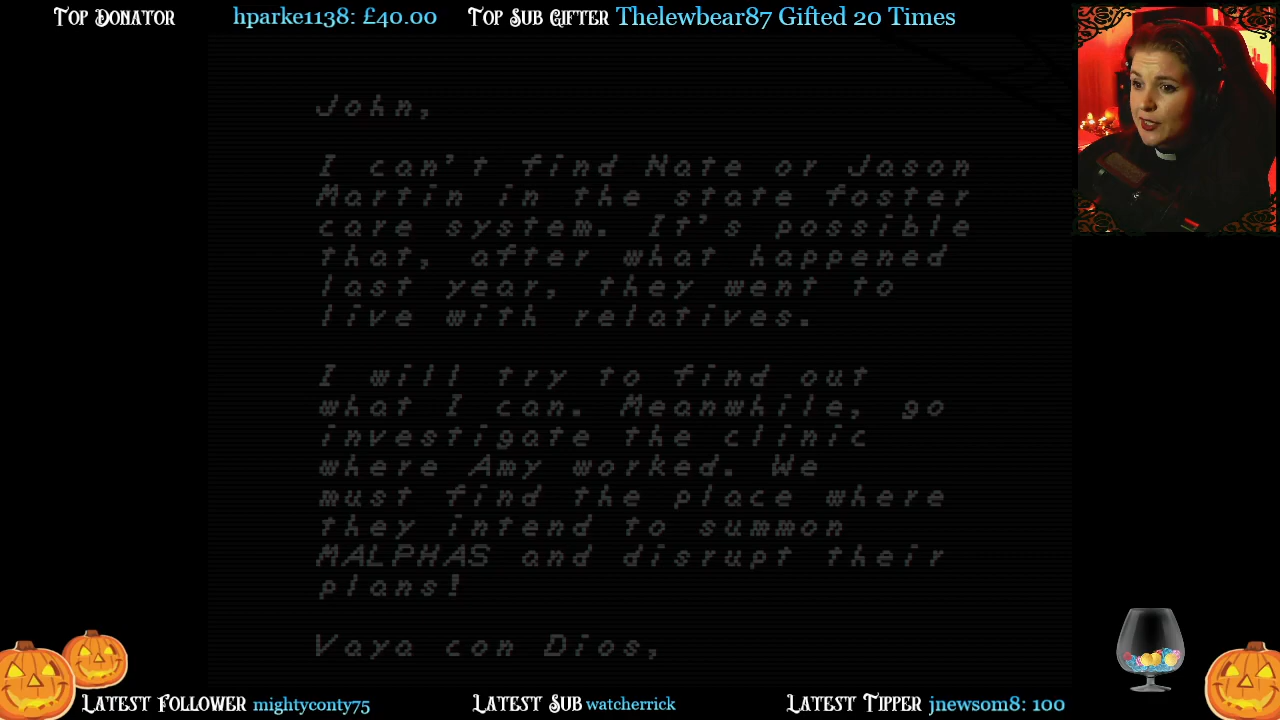 Top Donator hparke1138: £40.00 Top Sub Gifter Thelewbear87 Gifted 20 Times
John,
I can't find Nate or Jason
Martin in the state foster
care system. It's possible
that, after what happened
last year, they went to
live with relatives.
I will try to find out
what I can. Meanwhile, go
investigate the clinic
where Amy worked. We
must find the place where
they intend to summon
MALPHAS and disrupt their
plans!
Vaya con Dios,
Latest Follower mightyconty75 Latest Sub watcherrick Latest Tipper jnewsom8: 100